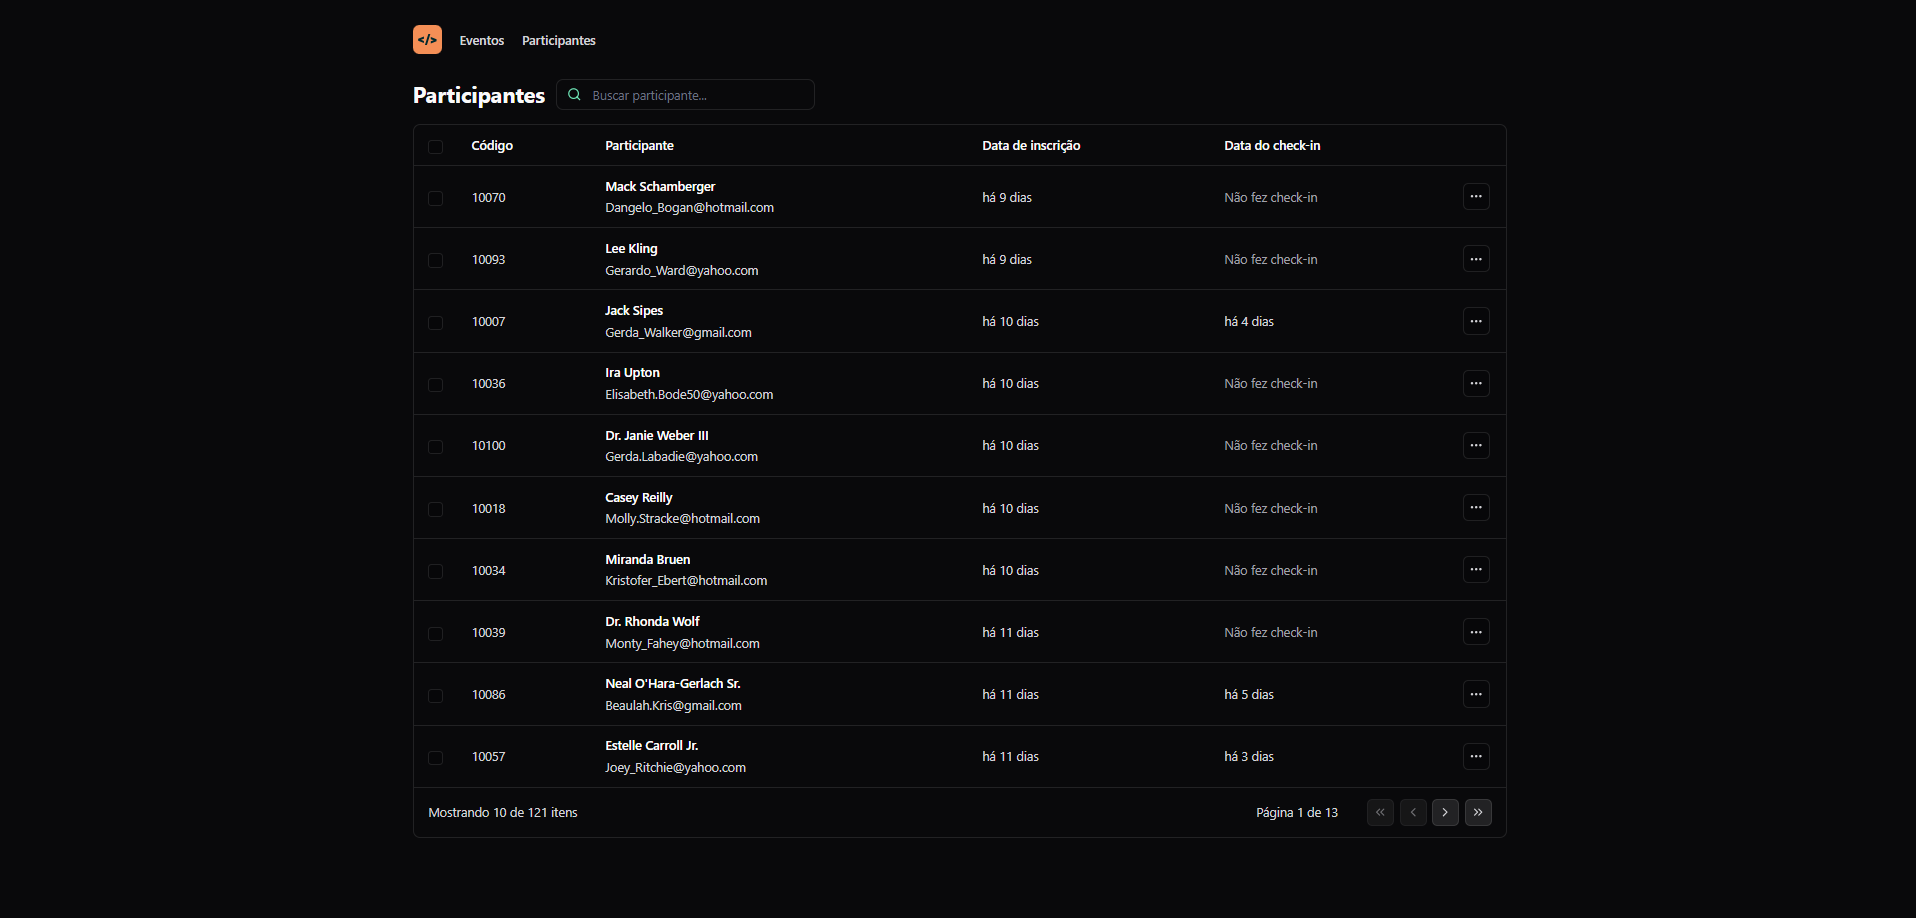 </>
Eventos Participantes
Participantes Buscar participante...
Código Participante Data de inscrição Data do check-in
Mack Schamberger
10070 há 9 dias Não fez check-in
Dangelo_Bogan@hotmail.com
Lee Kling
10093 há 9 dias Não fez check-in
Gerardo_Ward@yahoo.com
Jack Sipes
10007 há 10 dias há 4 dias
Gerda_Walker@gmail.com
Ira Upton
10036 há 10 dias Não fez check-in
Elisabeth.Bode50@yahoo.com
Dr. Janie Weber III
10100 há 10 dias Não fez check-in
Gerda.Labadie@yahoo.com
Casey Reilly
10018 há 10 dias Não fez check-in
Molly.Stracke@hotmail.com
Miranda Bruen
10034 há 10 dias Não fez check-in
Kristofer_Ebert@hotmail.com
Dr. Rhonda Wolf
10039 há 11 dias Não fez check-in
Monty_Fahey@hotmail.com
Neal O'Hara-Gerlach Sr.
10086 há 11 dias há 5 dias
Beaulah.Kris@gmail.com
Estelle Carroll Jr.
10057 há 11 dias há 3 dias
Joey_Ritchie@yahoo.com
Mostrando 10 de 121 itens Página 1 de 13